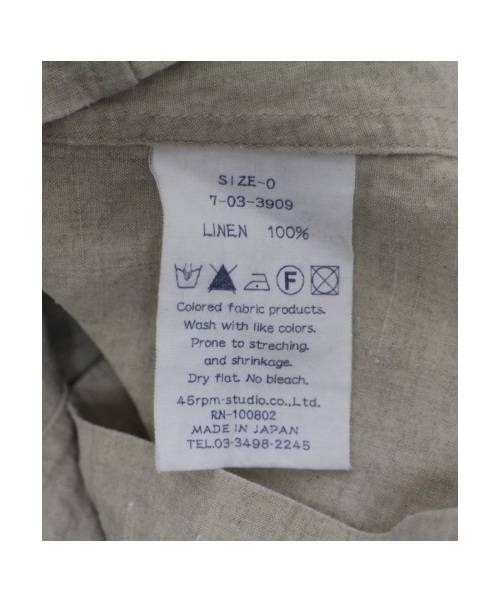 SIZE-0
7-03-3909
LINEN 100%
F
Colored fabric products.
Wash with like colors.
Prone to streching.
and shrinkage.
Dry flat. No bleach.
45rpm-studio.co.,Ltd.
RN-100802
MADE IN JAPAN
TEL.03-3498-2245